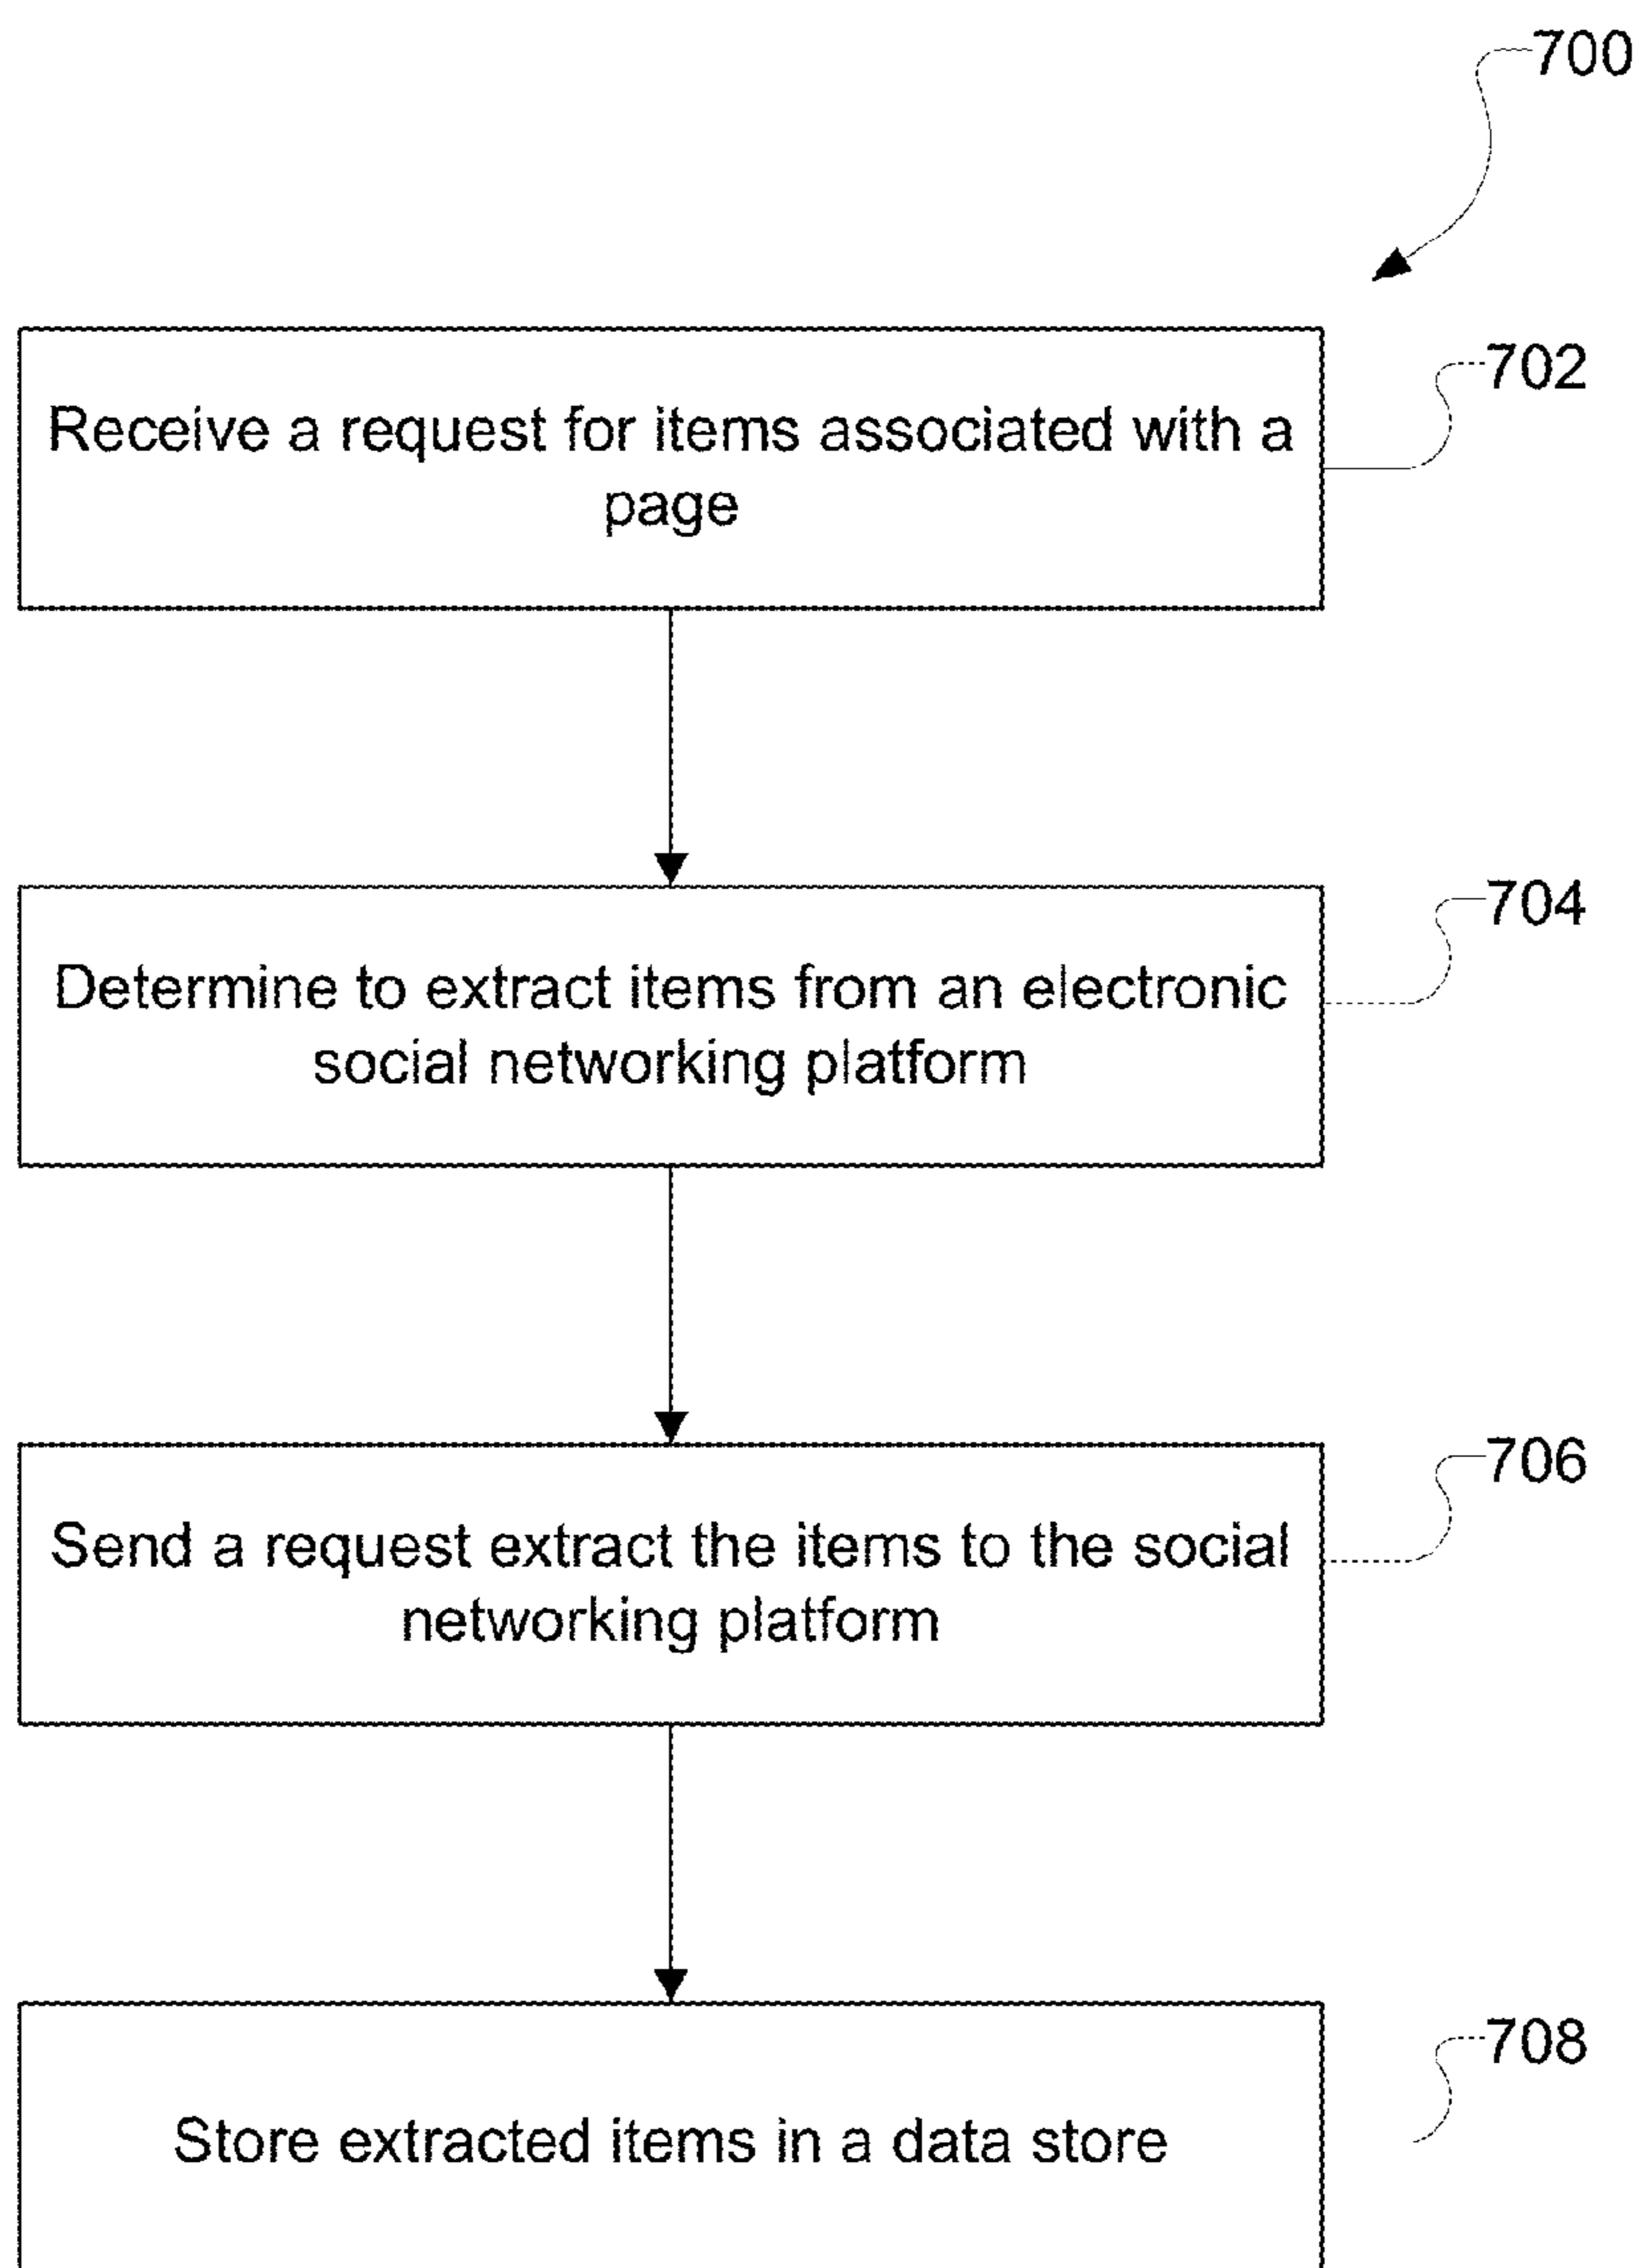 700
702
Receive a request for items associated with a
page
704
Determine to extract items from an electronic
social networking platform
706
Send a request extract the items to the social
networking platform
708
Store extracted items in a data store